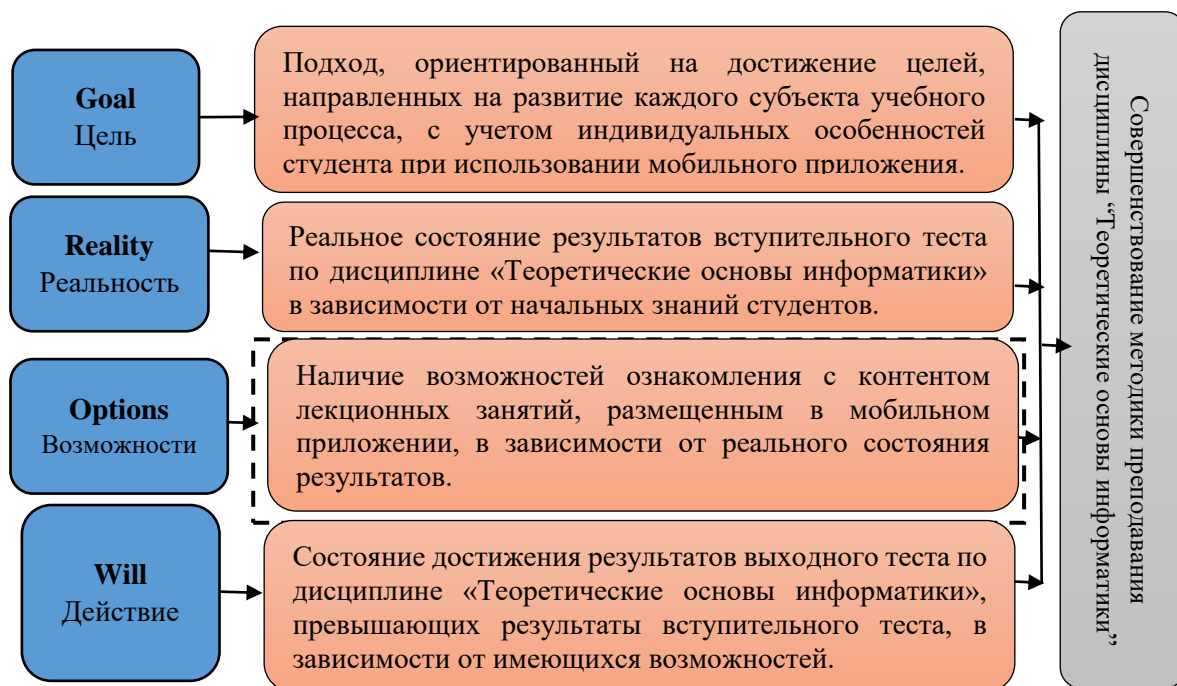 Goal
Цель
Подход, ориентированный на достижение целей,
направленных на развитие каждого субъекта учебного
процесса, с учетом индивидуальных особенностей
студента при использовании мобильного приложения.
Reality
Реальность
Реальное состояние результатов вступительного теста
по дисциплине «Теоретические основы информатики»
в зависимости от начальных знаний студентов.
Options
Возможности
Наличие возможностей ознакомления с контентом
лекционных занятий, размещенным в мобильном
приложении, в зависимости от реального состояния
результатов.
Will
Действие
Состояние достижения результатов выходного теста по
дисциплине «Теоретические основы информатики»,
превышающих результаты вступительного теста, в
зависимости от имеющихся возможностей.
Совершенствование методики преподавания
дисциплины “Теоретические основы информатики”